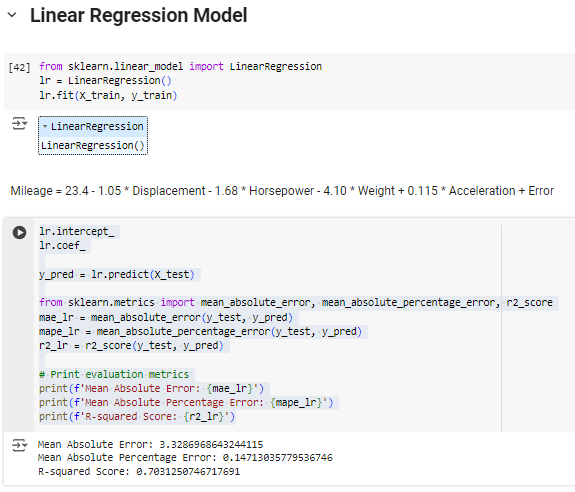 Linear Regression Model
[42] from sklearn.linear_model import LinearRegression
lr = LinearRegression()
lr.fit(X_train, y_train)
LinearRegression
LinearRegression()
Mileage = 23.4 - 1.05 * Displacement - 1.68 * Horsepower - 4.10 * Weight + 0.115 * Acceleration + Error
lr.intercept_
lr.coef_
y_pred = lr.predict(X_test)
from sklearn.metrics import mean_absolute_error, mean_absolute_percentage_error, r2_score
mae_lr = mean_absolute_error(y_test, y_pred)
mape_lr = mean_absolute_percentage_error(y_test, y_pred)
r2_lr = r2_score(y_test, y_pred)
# Print evaluation metrics
print(f'Mean Absolute Error: {mae_lr}')
print(f'Mean Absolute Percentage Error: {mape_lr}')
print(f'R-squared Score: {r2_lr}')
Mean Absolute Error: 3.3286968643244115
Mean Absolute Percentage Error: 0.14713035779536746
R-squared Score: 0.7031250746717691